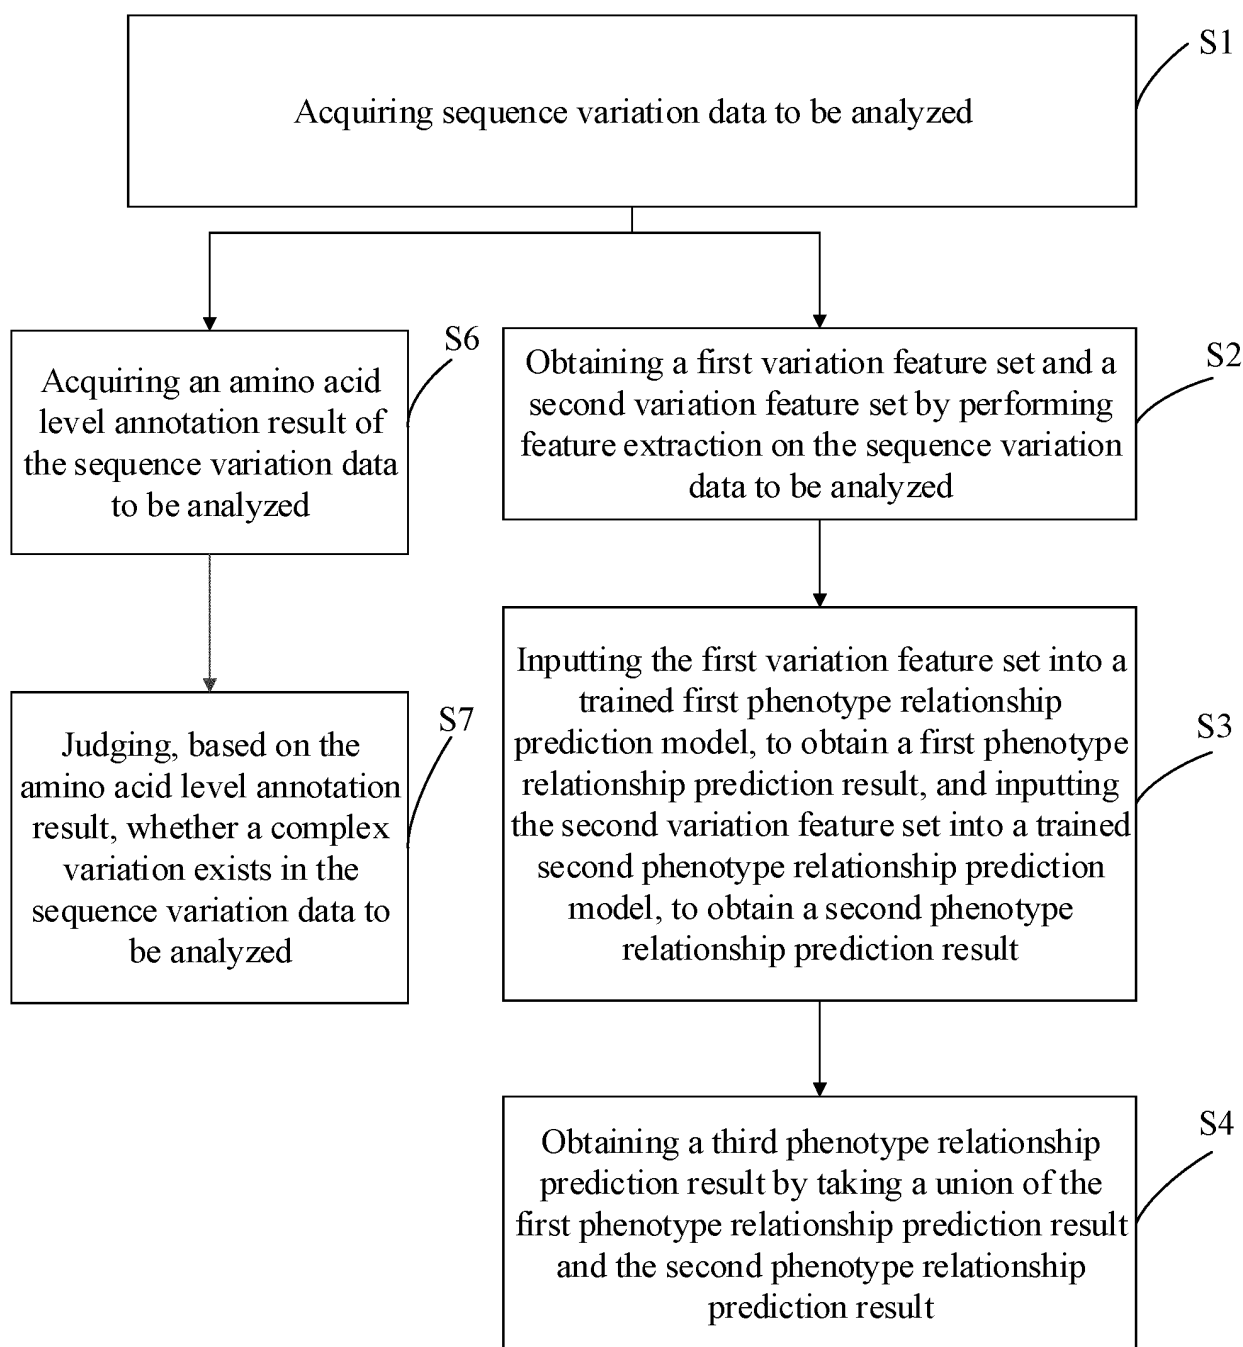 Acquiring sequence variation data to be analyzed
S1
Acquiring an amino acid
level annotation result of
the sequence variation data
to be analyzed
S6
Obtaining a first variation feature set and a
second variation feature set by performing
feature extraction on the sequence variation
data to be analyzed
S2
Judging, based on the
amino acid level annotation
result, whether a complex
variation exists in the
sequence variation data to
be analyzed
S7
Inputting the first variation feature set into a
trained first phenotype relationship
prediction model, to obtain a first phenotype
relationship prediction result, and inputting
the second variation feature set into a trained
second phenotype relationship prediction
model, to obtain a second phenotype
relationship prediction result
S3
Obtaining a third phenotype relationship
prediction result by taking a union of the
first phenotype relationship prediction result
and the second phenotype relationship
prediction result
S4